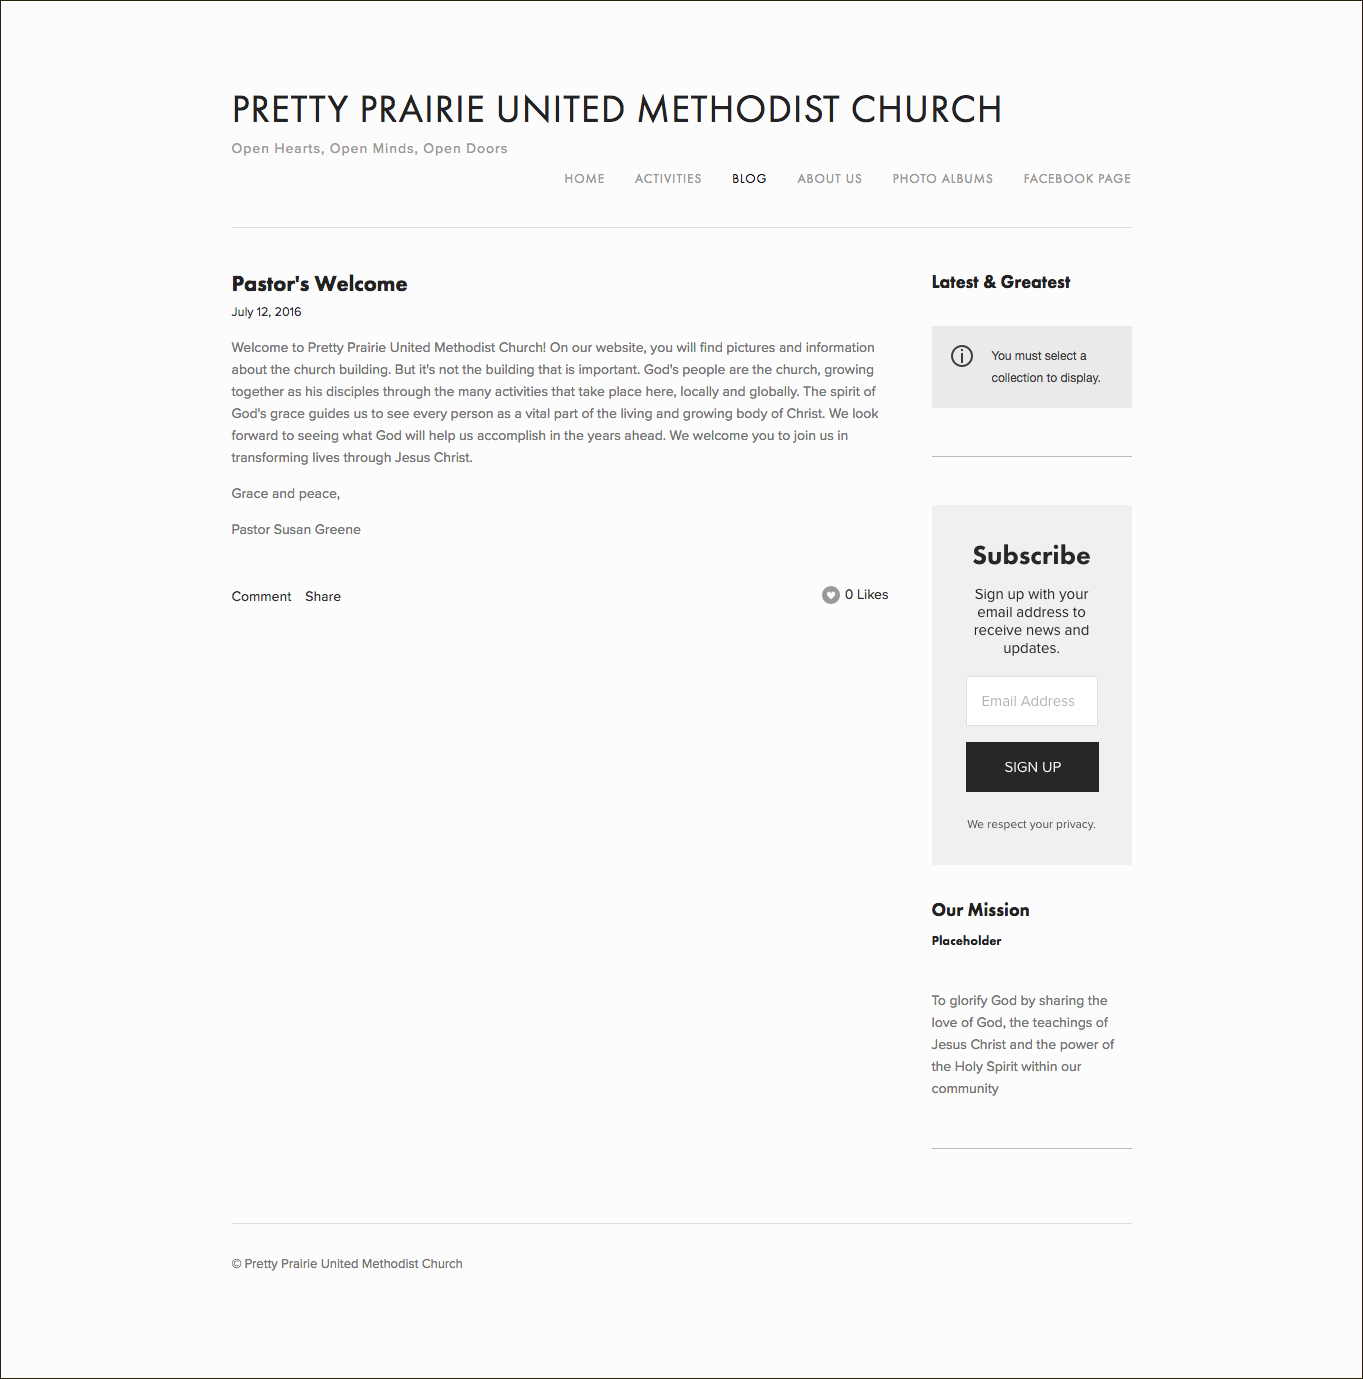 PRETTY PRAIRIE UNITED METHODIST CHURCH
Open Hearts, Open Minds, Open Doors
HOME ACTIVITIES BLOG ABOUT US PHOTO ALBUMS FACEBOOK PAGE
Pastor's Welcome
July 12, 2016
Welcome to Pretty Prairie United Methodist Church! On our website, you will find pictures and information
about the church building. But it's not the building that is important. God's people are the church, growing
together as his disciples through the many activities that take place here, locally and globally. The spirit of
God's grace guides us to see every person as a vital part of the living and growing body of Christ. We look
forward to seeing what God will help us accomplish in the years ahead. We welcome you to join us in
transforming lives through Jesus Christ.
Grace and peace,
Pastor Susan Greene
Comment Share 0 Likes
Latest & Greatest
You must select a
collection to display.
Subscribe
Sign up with your
email address to
receive news and
updates.
Email Address
SIGN UP
We respect your privacy.
Our Mission
Placeholder
To glorify God by sharing the
love of God, the teachings of
Jesus Christ and the power of
the Holy Spirit within our
community
© Pretty Prairie United Methodist Church